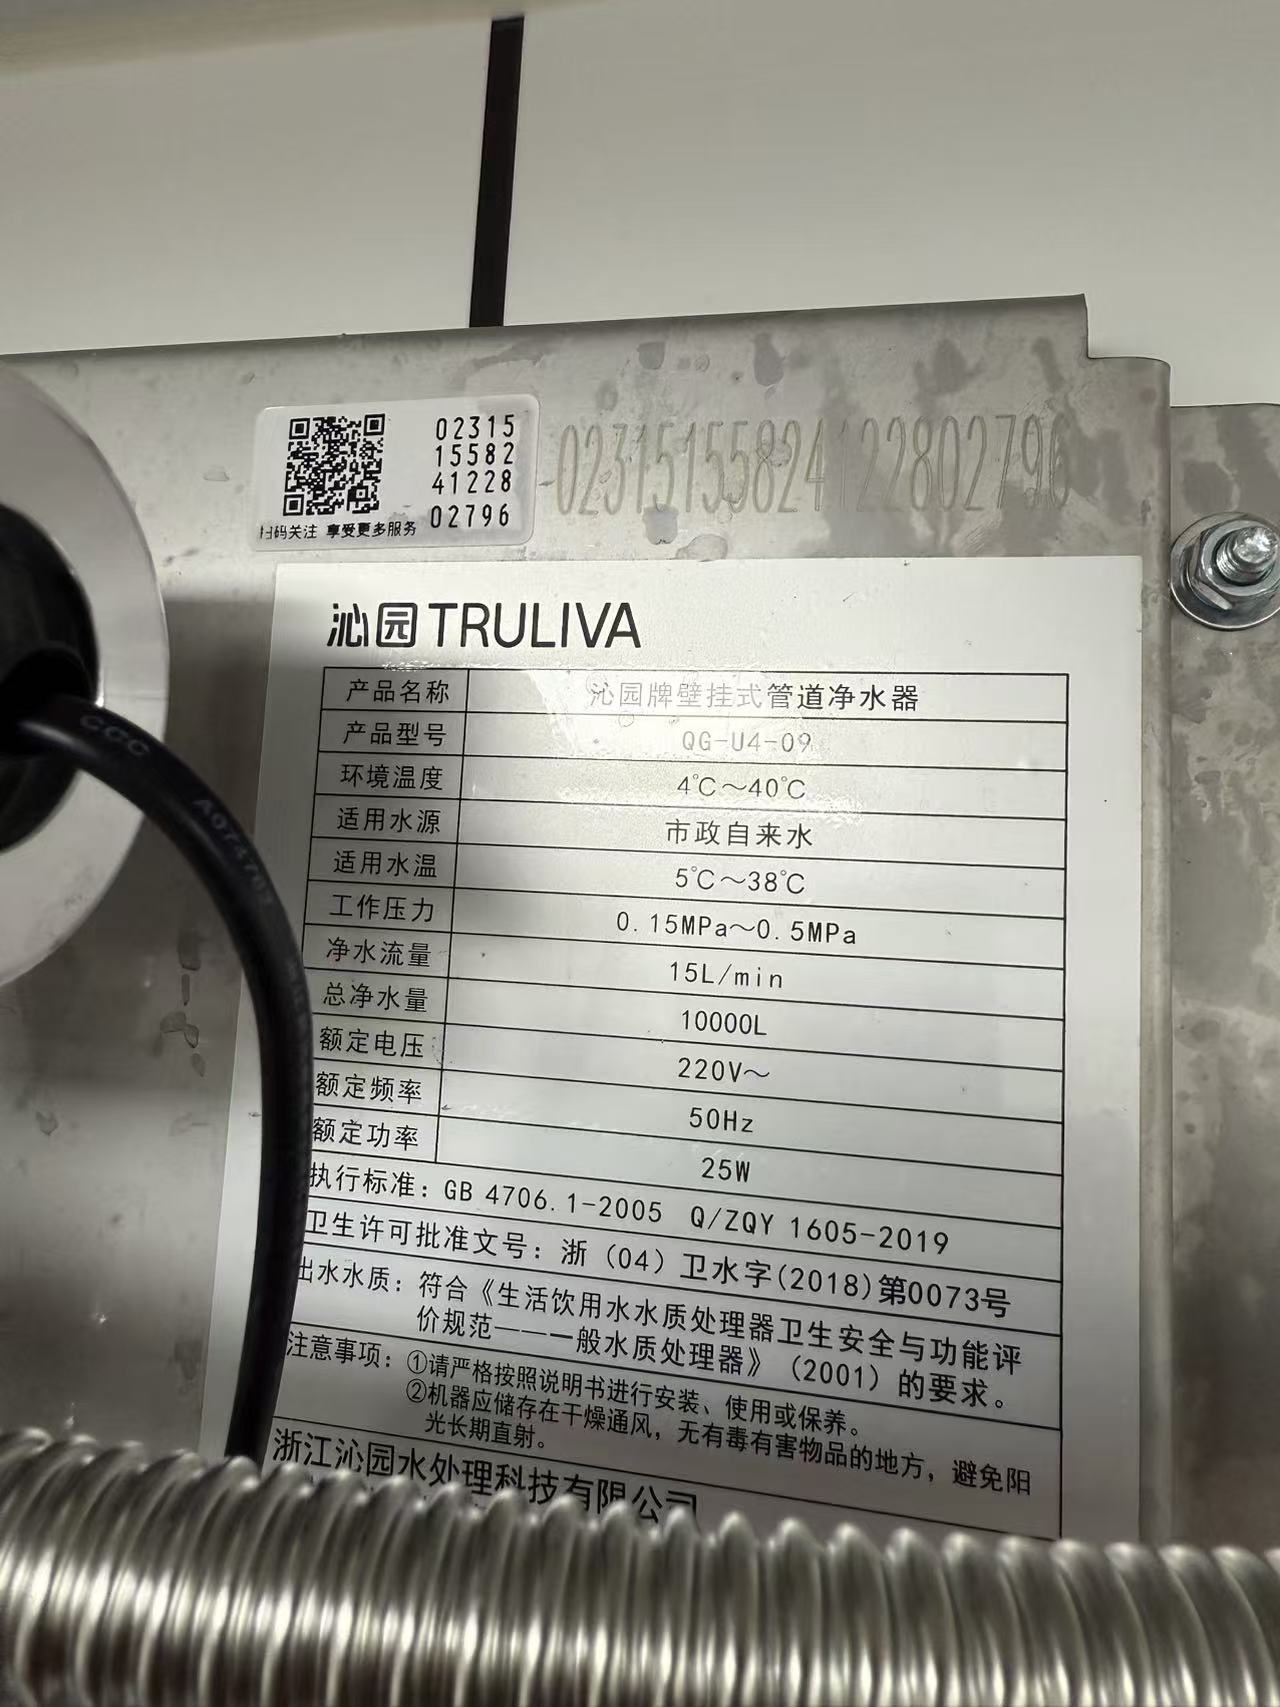 02315
15582
41228
02796
扫码关注 享受更多服务
02315155824122802796
沁园TRULIVA
产品名称 沁园牌壁挂式管道净水器
产品型号 QG-U4-09
环境温度 4℃～40℃
适用水源 市政自来水
适用水温 5℃～38℃
工作压力 0.15MPa～0.5MPa
净水流量 15L/min
总净水量 10000L
额定电压 220V～
额定频率 50Hz
额定功率 25W
执行标准：GB 4706.1-2005 Q/ZQY 1605-2019
卫生许可批准文号：浙（04）卫水字(2018)第0073号
出水水质：符合《生活饮用水水质处理器卫生安全与功能评
价规范——一般水质处理器》（2001）的要求。
注意事项：①请严格按照说明书进行安装、使用或保养。
②机器应储存在干燥通风，无有毒有害物品的地方，避免阳
光长期直射。
浙江沁园水处理科技有限公司
CCC